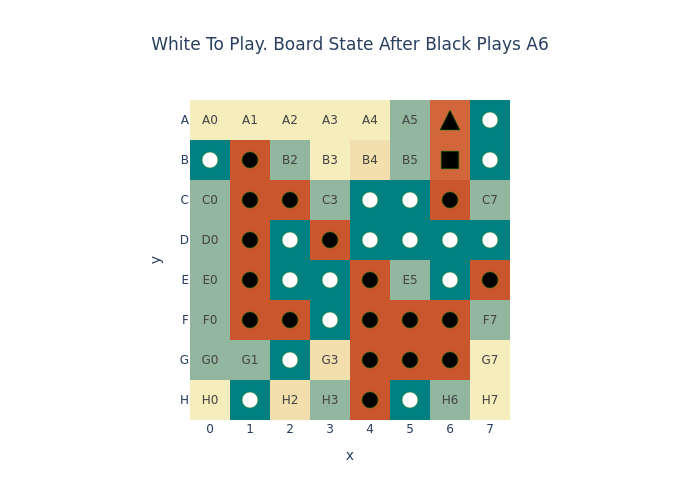 White To Play. Board State After Black Plays A6
A A0 A1 A2 A3 A4 A5
B B2 B3 B4 B5
C C0 C3 C7
D D0
E E0 E5
F F0 F7
G G0 G1 G3 G7
H H0 H2 H3 H6 H7
0 1 2 3 4 5 6 7
x
y